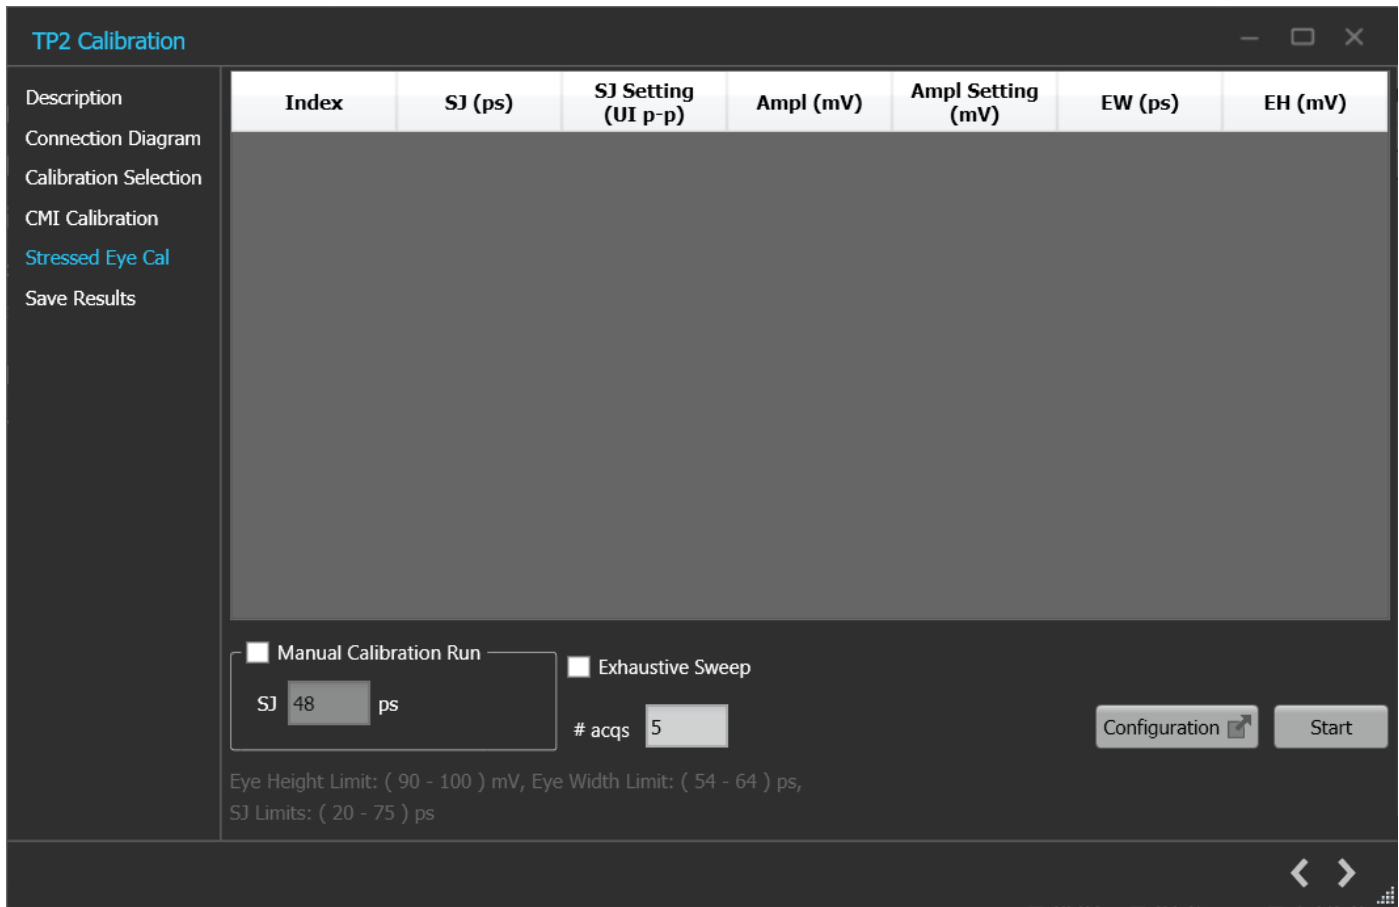 TP2 Calibration
Description
Connection Diagram
Calibration Selection
CMI Calibration
Stressed Eye Cal
Save Results
Index
SJ (ps)
SJ Setting
(UI p-p)
Ampl (mV)
Ampl Setting
(mV)
EW (ps)
EH (mV)
Manual Calibration Run
SJ 48 ps
Exhaustive Sweep
# acqs 5
Configuration
Start
Eye Height Limit: ( 90 - 100 ) mV, Eye Width Limit: ( 54 - 64 ) ps,
SJ Limits: ( 20 - 75 ) ps